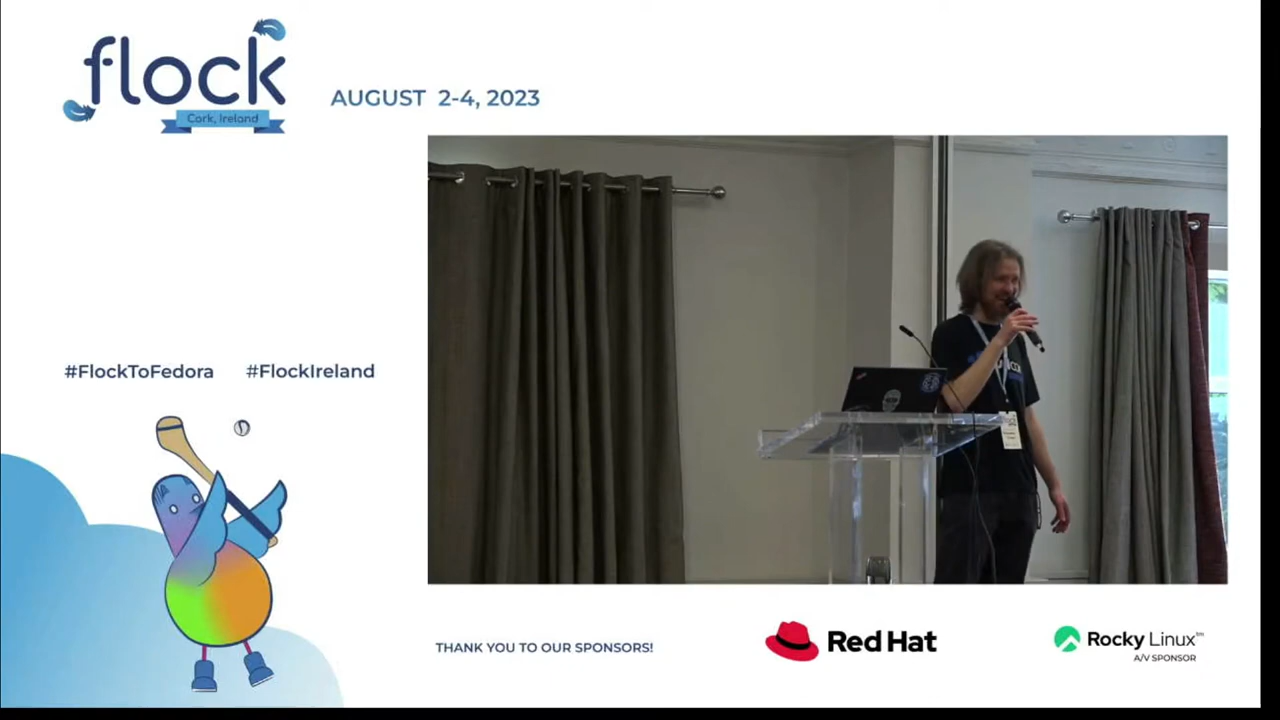 flock
Cork, Ireland
AUGUST 2-4, 2023
#FlockToFedora #FlockIreland
THANK YOU TO OUR SPONSORS!
Red Hat
Rocky Linux™
A/V SPONSOR